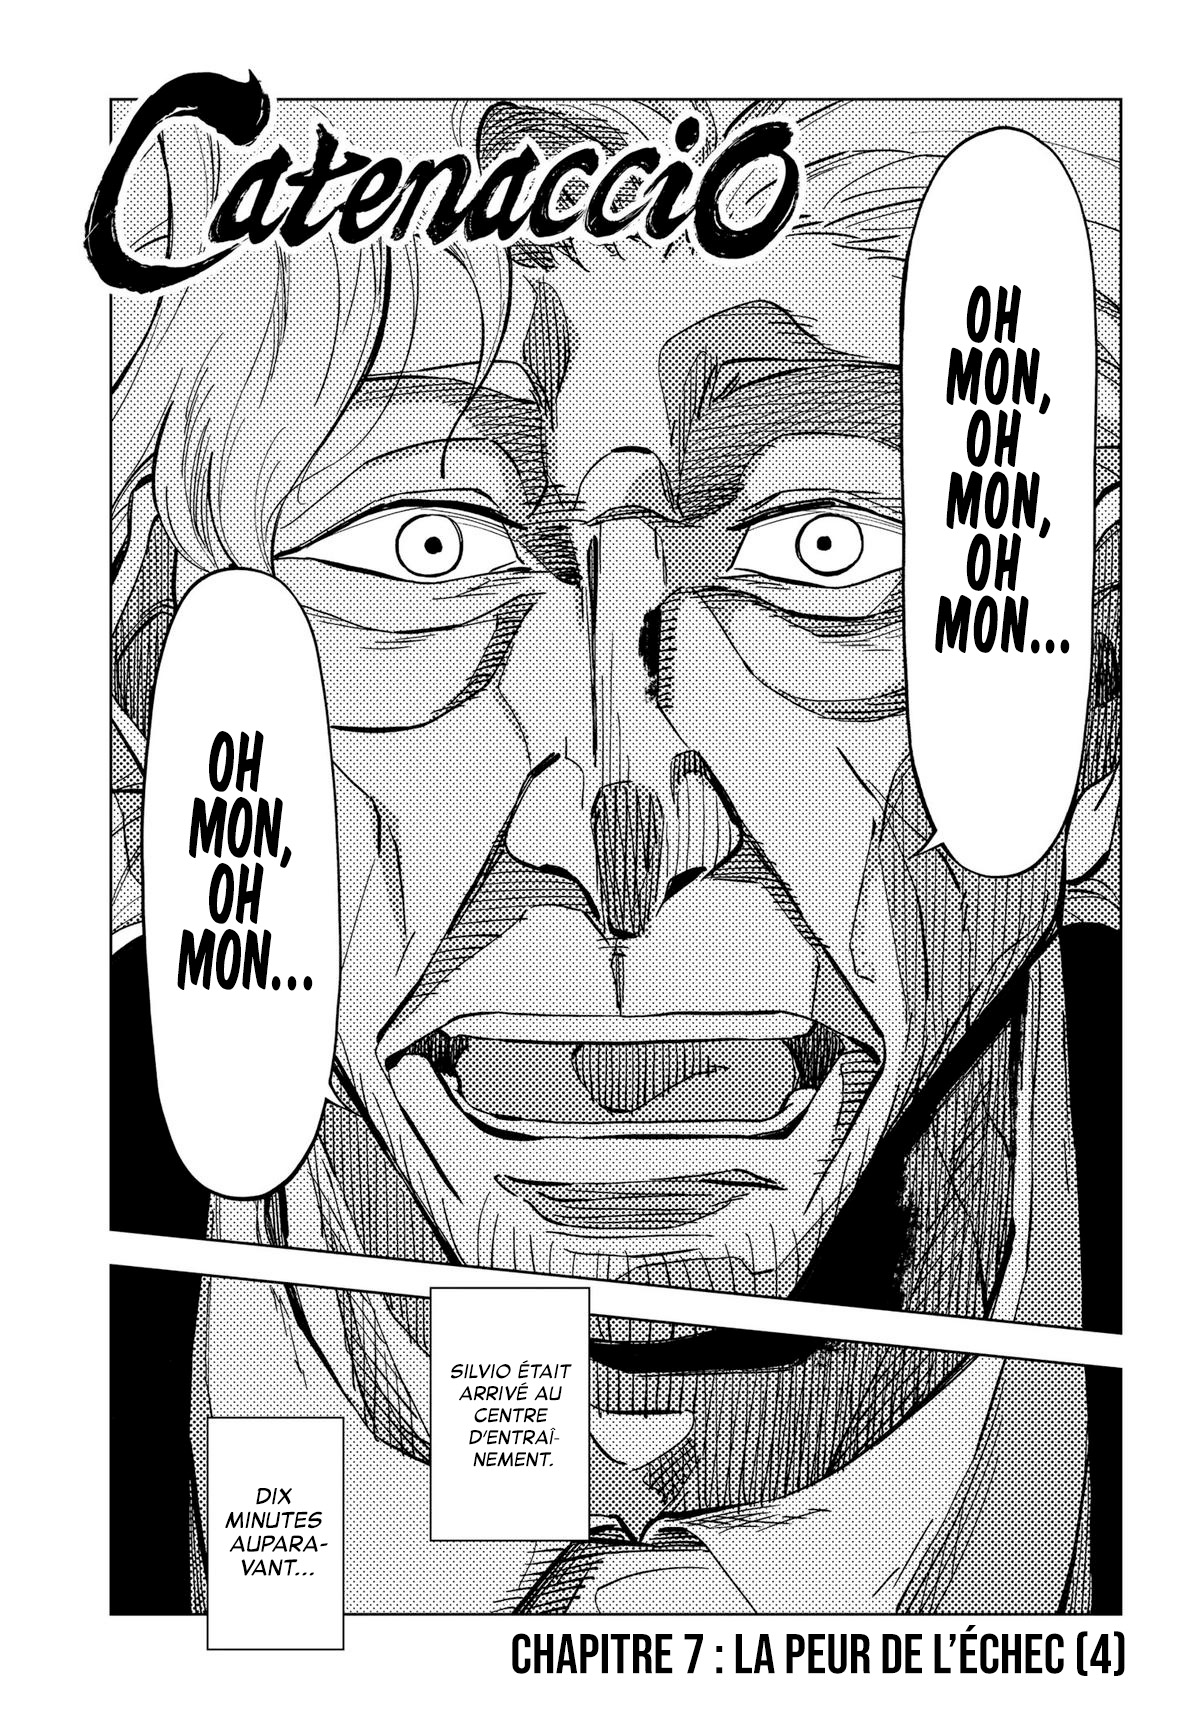 Catenaccio
OH
MON,
OH
MON,
OH
MON...
OH
MON,
OH
MON...
SILVIO ÉTAIT
ARRIVÉ AU
CENTRE
D'ENTRAÎ-
NEMENT.
DIX
MINUTES
AUPARA-
VANT...
CHAPITRE 7 : LA PEUR DE L'ÉCHEC (4)